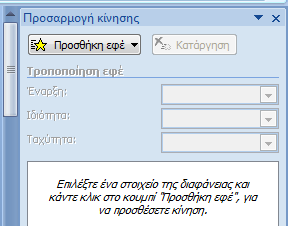 Προσαρμογή κίνησης
Προσθήκη εφέ Κατάργηση
Τροποποίηση εφέ
Έναρξη:
Ιδιότητα:
Ταχύτητα:
Επιλέξτε ένα στοιχείο της διαφάνειας και
κάντε κλικ στο κουμπί "Προσθήκη εφέ", για
να προσθέσετε κίνηση.